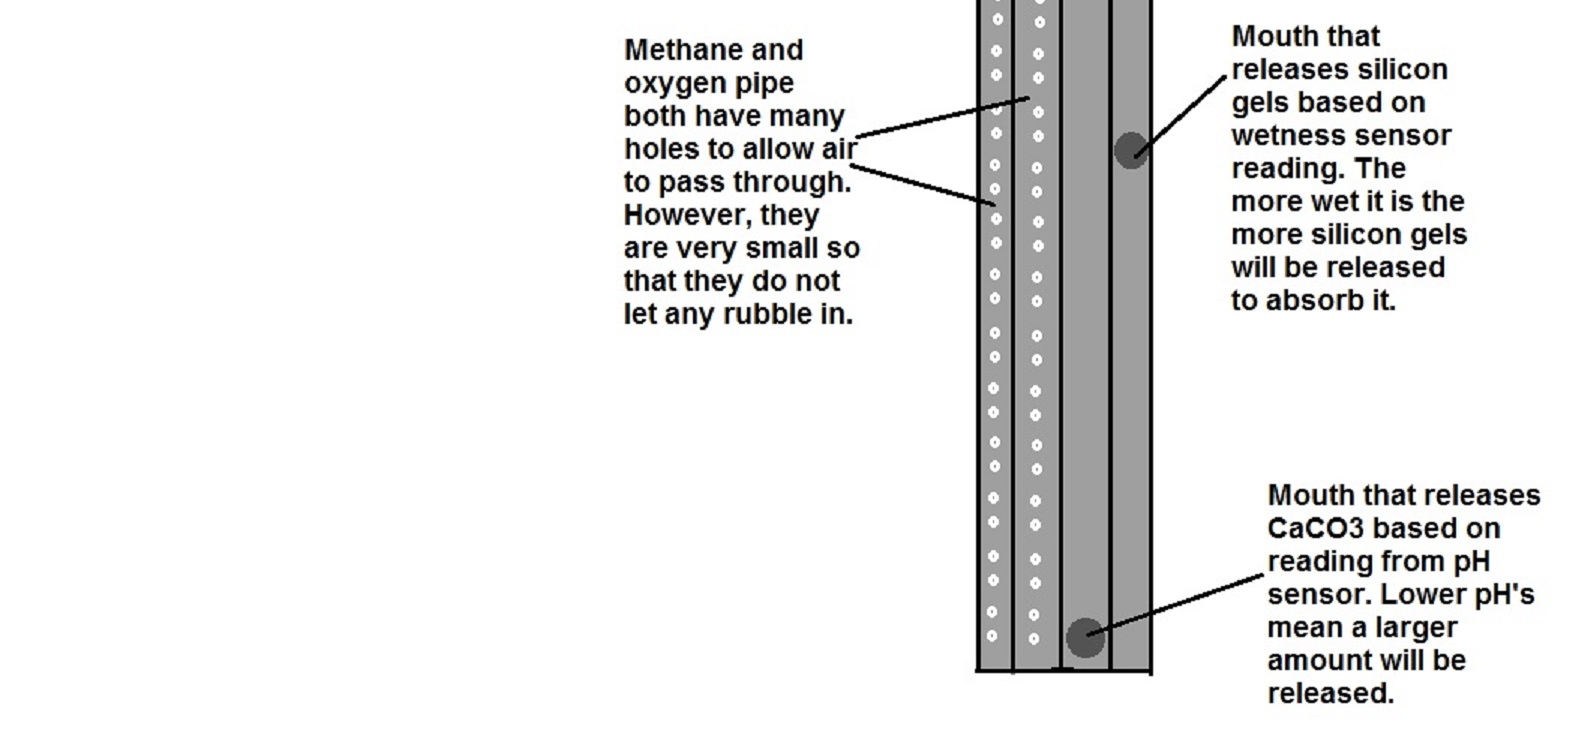 Methane and
oxygen pipe
both have many
holes to allow air
to pass through.
However, they
are very small so
that they do not
let any rubble in.
Mouth that
releases silicon
gels based on
wetness sensor
reading. The
more wet it is the
more silicon gels
will be released
to absorb it.
Mouth that releases
CaCO3 based on
reading from pH
sensor. Lower pH's
mean a larger
amount will be
released.